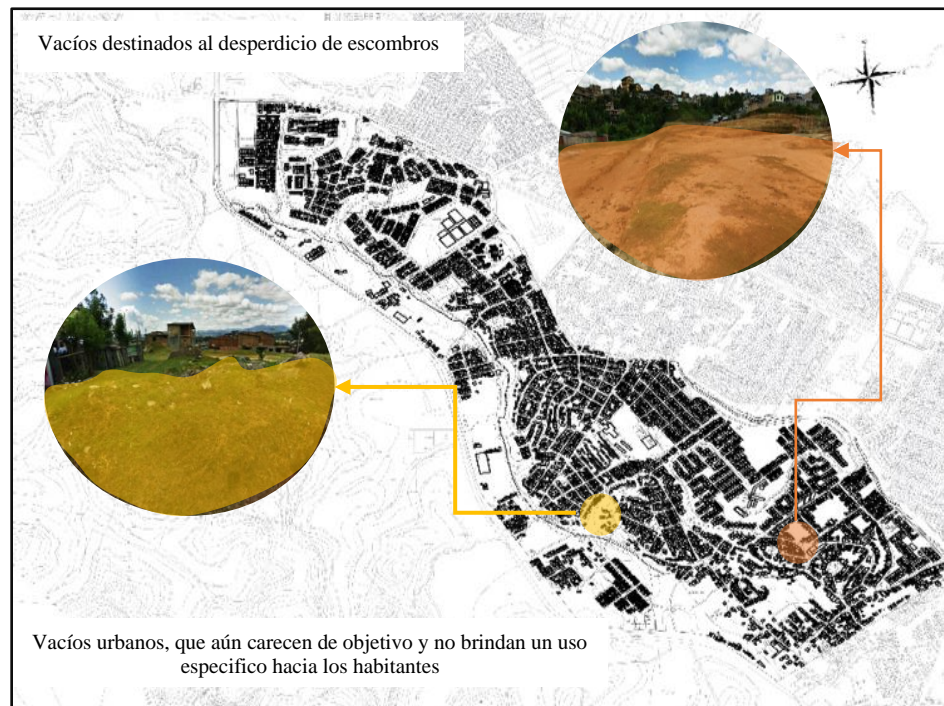 Vacíos destinados al desperdicio de escombros
Vacíos urbanos, que aún carecen de objetivo y no brindan un uso
especifico hacia los habitantes